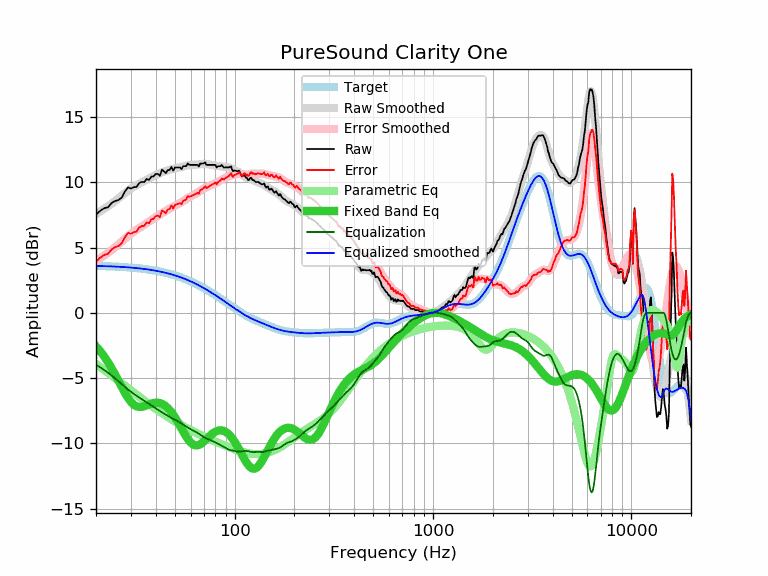 PureSound Clarity One
Target
Raw Smoothed
Error Smoothed
Raw
Error
Parametric Eq
Fixed Band Eq
Equalization
Equalized smoothed
15
10
5
0
−5
−10
−15
Amplitude (dBr)
100
1000
10000
Frequency (Hz)